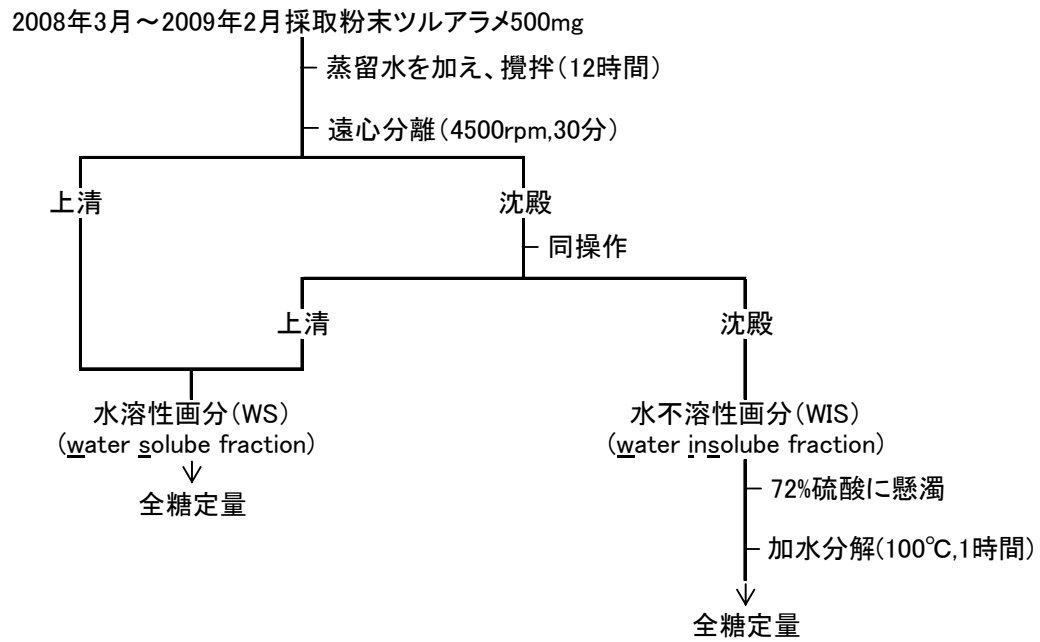 2008年3月～2009年2月採取粉末ツルアラメ500mg
蒸留水を加え、攪拌(12時間)
遠心分離(4500rpm,30分)
上清
沈殿
同操作
上清
沈殿
水溶性画分(WS)
(water solube fraction)
全糖定量
水不溶性画分(WIS)
(water insolube fraction)
72%硫酸に懸濁
加水分解(100℃,1時間)
全糖定量